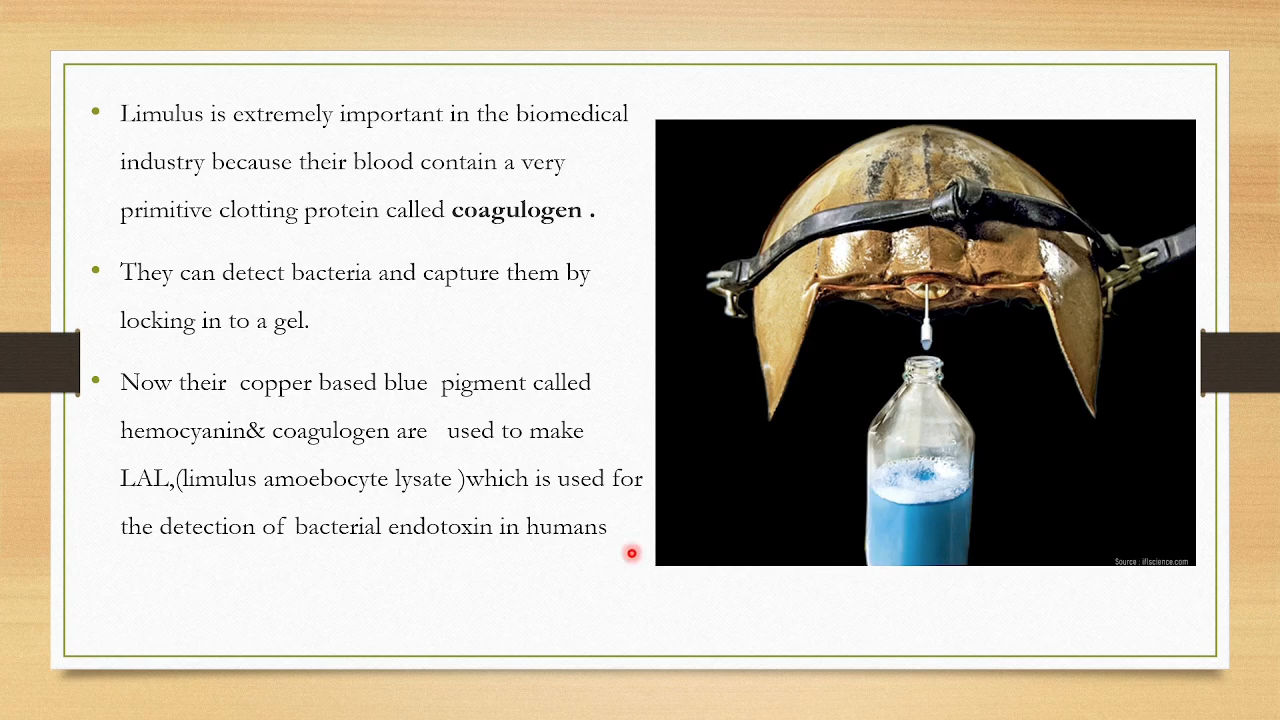 • Limulus is extremely important in the biomedical
industry because their blood contain a very
primitive clotting protein called coagulogen .
• They can detect bacteria and capture them by
locking in to a gel.
• Now their copper based blue pigment called
hemocyanin& coagulogen are used to make
LAL,(limulus amoebocyte lysate )which is used for
the detection of bacterial endotoxin in humans
Source : iflscience.com